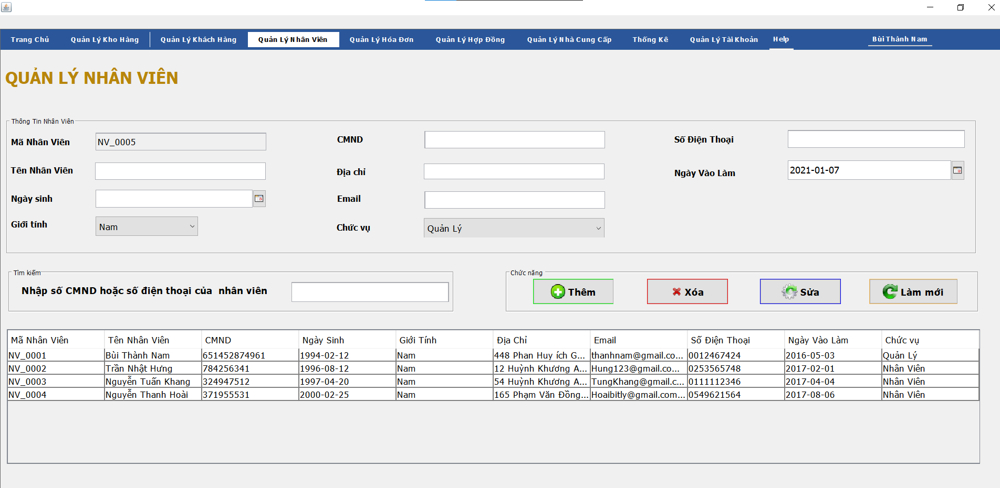 Trang Chủ Quản Lý Kho Hàng Quản Lý Khách Hàng Quản Lý Nhân Viên Quản Lý Hóa Đơn Quản Lý Hợp Đồng Quản Lý Nhà Cung Cấp Thống Kê Quản Lý Tài Khoản Help Bùi Thành Nam
QUẢN LÝ NHÂN VIÊN
Thông Tin Nhân Viên
Mã Nhân Viên NV_0005 CMND Số Điện Thoại
Tên Nhân Viên Địa chỉ Ngày Vào Làm 2021-01-07
Ngày sinh Email
Giới tính Nam Chức vụ Quản Lý
Tìm kiếm Chức năng
Nhập số CMND hoặc số điện thoại của nhân viên Thêm Xóa Sửa Làm mới
Mã Nhân Viên Tên Nhân Viên CMND Ngày Sinh Giới Tính Địa Chỉ Email Số Điện Thoại Ngày Vào Làm Chức vụ
NV_0001 Bùi Thành Nam 651452874961 1994-02-12 Nam 448 Phan Huy ích G... thanhnam@gmail.co... 0012467424 2016-05-03 Quản Lý
NV_0002 Trần Nhật Hưng 784256341 1996-08-12 Nam 12 Huỳnh Khương A... Hung123@gmail.co... 0253565748 2017-02-01 Nhân Viên
NV_0003 Nguyễn Tuấn Khang 324947512 1997-04-20 Nam 54 Huỳnh Khương A... TungKhang@gmail.c... 0111112346 2017-04-04 Nhân Viên
NV_0004 Nguyễn Thanh Hoài 371955531 2000-02-25 Nam 165 Phạm Văn Đồng... Hoaibitly@gmail.com... 0549621564 2017-08-06 Nhân Viên